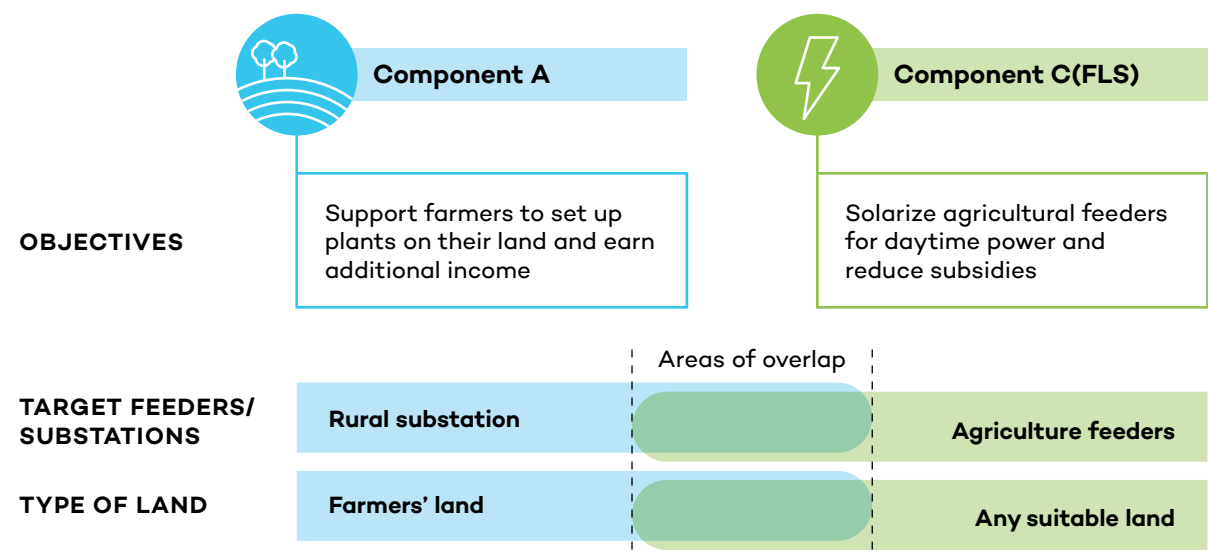 Component A
Component C(FLS)
OBJECTIVES
Support farmers to set up
plants on their land and earn
additional income
Solarize agricultural feeders
for daytime power and
reduce subsidies
Areas of overlap
TARGET FEEDERS/
SUBSTATIONS
Rural substation
Agriculture feeders
TYPE OF LAND
Farmers’ land
Any suitable land